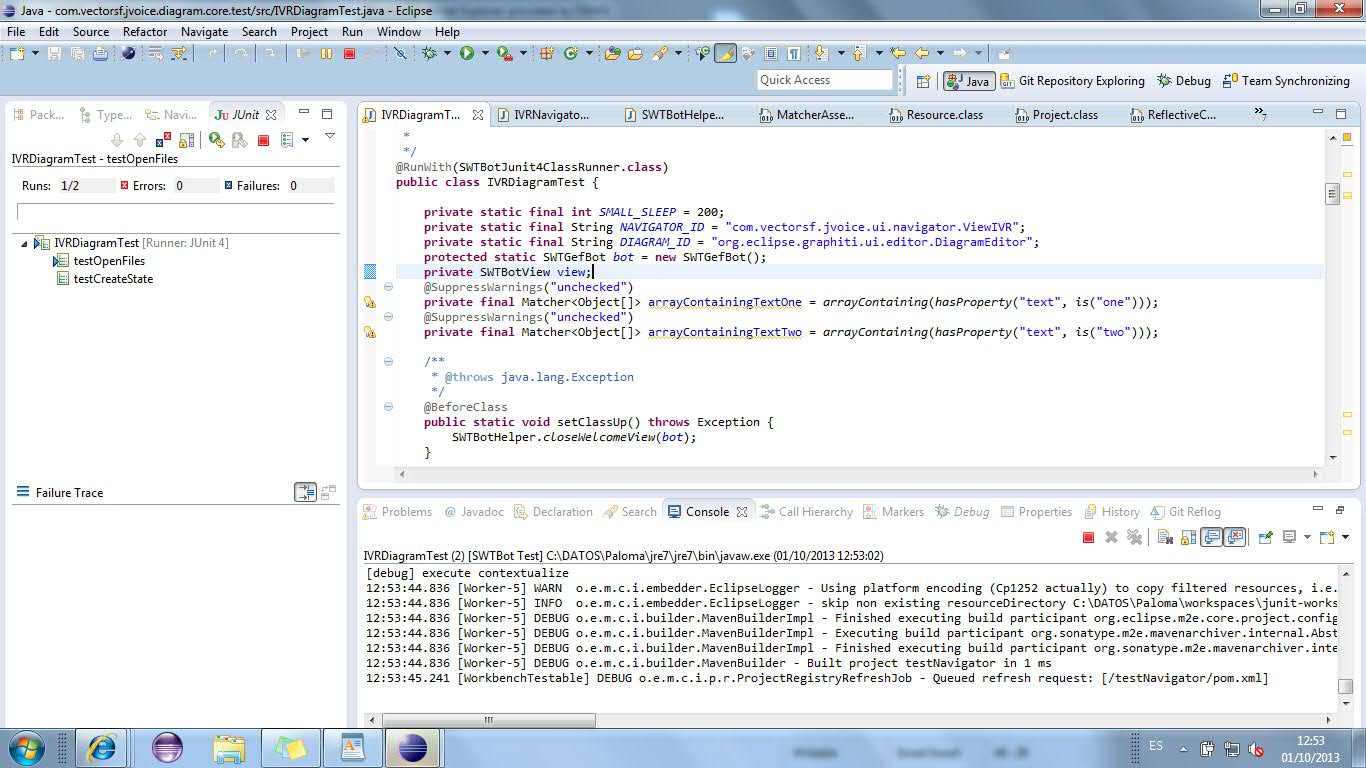 Java - com.vectorsf.jvoice.diagram.core.test/src/IVRDiagramTest.java - Eclipse
File Edit Source Refactor Navigate Search Project Run Window Help
Quick Access
Java Git Repository Exploring Debug Team Synchronizing
Pack... Type... Navi... JUnit
IVRDiagramTest - testOpenFiles
Runs: 1/2 Errors: 0 Failures: 0
IVRDiagramTest [Runner: JUnit 4]
testOpenFiles
testCreateState
Failure Trace
IVRDiagramT... IVRNavigato... SWTBotHelpe... MatcherAsse... Resource.class Project.class ReflectiveC... »7
*
*/
@RunWith(SWTBotJunit4ClassRunner.class)
public class IVRDiagramTest {
private static final int SMALL_SLEEP = 200;
private static final String NAVIGATOR_ID = "com.vectorsf.jvoice.ui.navigator.ViewIVR";
private static final String DIAGRAM_ID = "org.eclipse.graphiti.ui.editor.DiagramEditor";
protected static SWTGefBot bot = new SWTGefBot();
private SWTBotView view;
@SuppressWarnings("unchecked")
private final Matcher<Object[]> arrayContainingTextOne = arrayContaining(hasProperty("text", is("one")));
@SuppressWarnings("unchecked")
private final Matcher<Object[]> arrayContainingTextTwo = arrayContaining(hasProperty("text", is("two")));
/**
* @throws java.lang.Exception
*/
@BeforeClass
public static void setClassUp() throws Exception {
SWTBotHelper.closeWelcomeView(bot);
}
Problems Javadoc Declaration Search Console Call Hierarchy Markers Debug Properties History Git Reflog
IVRDiagramTest (2) [SWTBot Test] C:\DATOS\Paloma\jre7\jre7\bin\javaw.exe (01/10/2013 12:53:02)
[debug] execute contextualize
12:53:44.836 [Worker-5] WARN o.e.m.c.i.embedder.EclipseLogger - Using platform encoding (Cp1252 actually) to copy filtered resources, i.e.
12:53:44.836 [Worker-5] INFO o.e.m.c.i.embedder.EclipseLogger - skip non existing resourceDirectory C:\DATOS\Paloma\workspaces\junit-works
12:53:44.836 [Worker-5] DEBUG o.e.m.c.i.builder.MavenBuilderImpl - Finished executing build participant org.eclipse.m2e.core.project.config
12:53:44.836 [Worker-5] DEBUG o.e.m.c.i.builder.MavenBuilderImpl - Executing build participant org.sonatype.m2e.mavenarchiver.internal.Abst
12:53:44.836 [Worker-5] DEBUG o.e.m.c.i.builder.MavenBuilderImpl - Finished executing build participant org.sonatype.m2e.mavenarchiver.inte
12:53:44.836 [Worker-5] DEBUG o.e.m.c.i.builder.MavenBuilder - Built project testNavigator in 1 ms
12:53:45.241 [WorkbenchTestable] DEBUG o.e.m.c.i.p.r.ProjectRegistryRefreshJob - Queued refresh request: [/testNavigator/pom.xml]
ES
12:53
01/10/2013